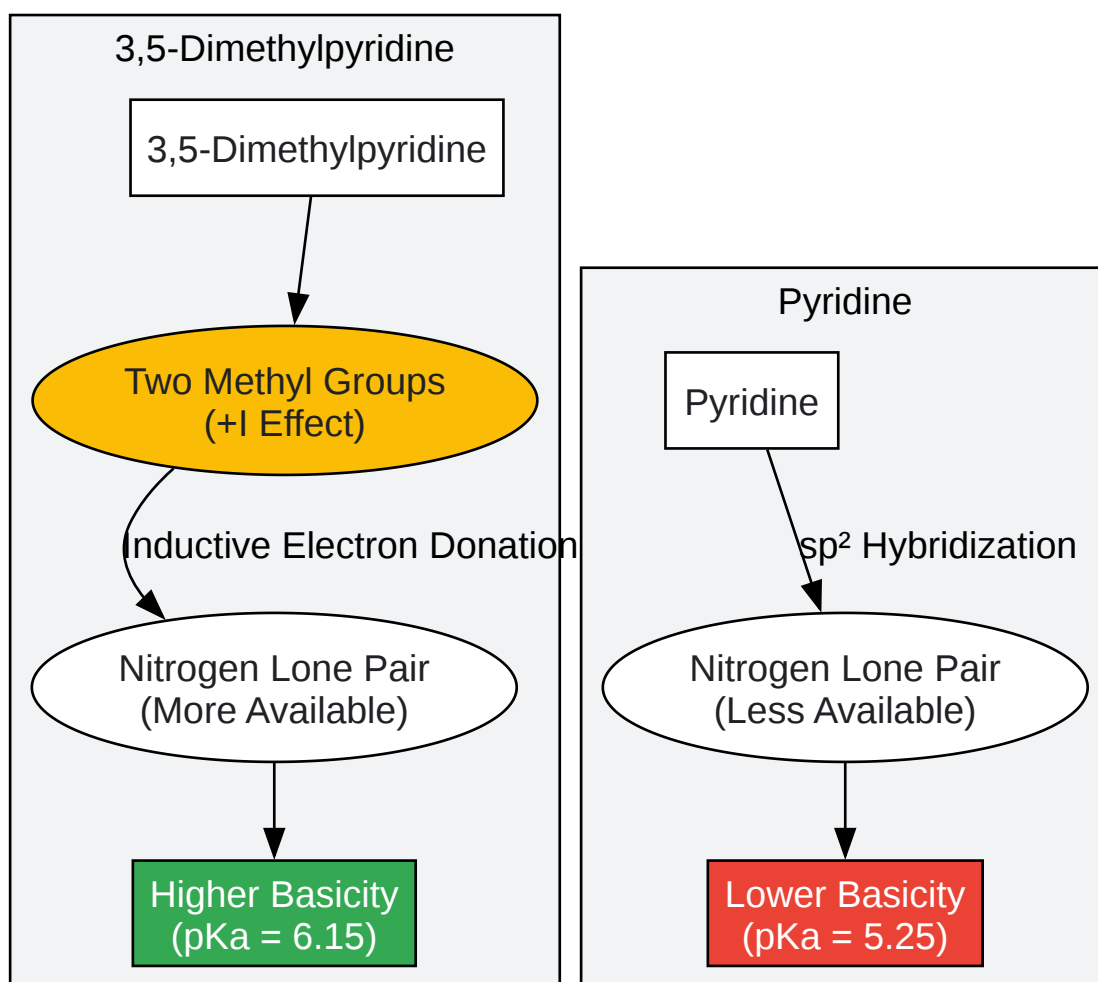 3,5-Dimethylpyridine
3,5-Dimethylpyridine
Two Methyl Groups
(+I Effect)
Inductive Electron Donation
Nitrogen Lone Pair
(More Available)
Higher Basicity
(pKa = 6.15)
Pyridine
Pyridine
sp² Hybridization
Nitrogen Lone Pair
(Less Available)
Lower Basicity
(pKa = 5.25)